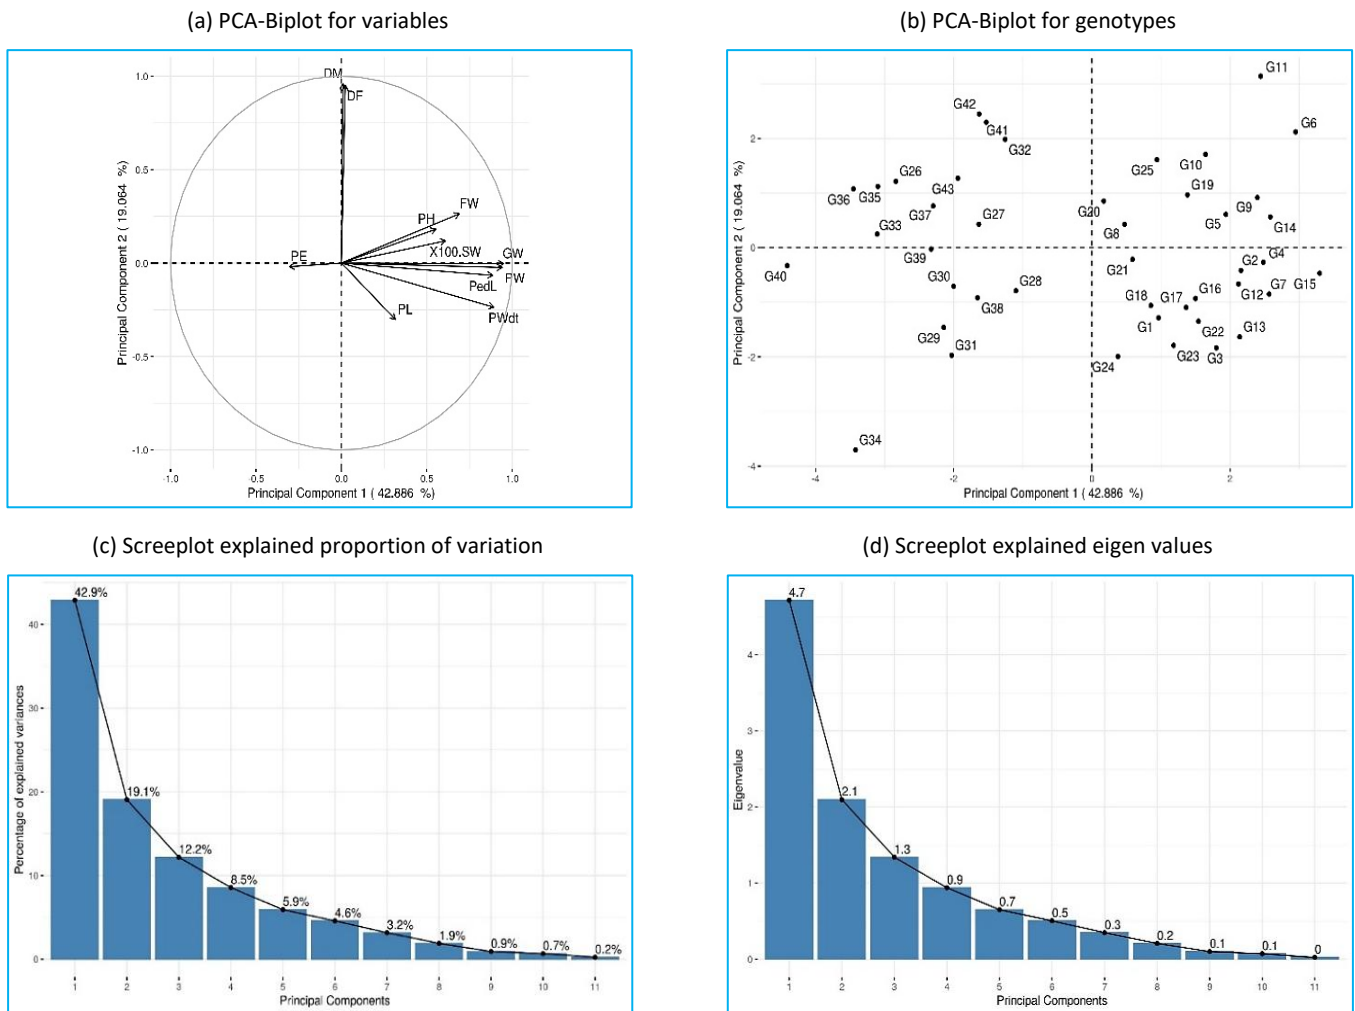 (a) PCA-Biplot for variables
(b) PCA-Biplot for genotypes
DM
DF
FW
PH
X100.SW
PE
GW
PW
PedL
PL
PWdt
1.0
0.5
0.0
-0.5
-1.0
Principal Component 2 ( 19.064 %)
-1.0 -0.5 0.0 0.5 1.0
Principal Component 1 ( 42.886 %)
G11
G42
G6
G41
G32
G25
G10
G26
G19
G36
G35
G43
G9
G37
G27
G20
G5
G14
G33
G8
G39
G4
G40
G21
G2
G30
G28
G7
G15
G38
G18
G17
G16
G12
G1
G22
G13
G29
G31
G23
G3
G24
G34
2
0
-2
-4
Principal Component 2 ( 19.064 %)
-4 -2 0 2
Principal Component 1 ( 42.886 %)
(c) Screeplot explained proportion of variation
(d) Screeplot explained eigen values
42.9%
19.1%
12.2%
8.5%
5.9%
4.6%
3.2%
1.9%
0.9%
0.7%
0.2%
40
30
20
10
0
Percentage of explained variances
1 2 3 4 5 6 7 8 9 10 11
Principal Components
4.7
2.1
1.3
0.9
0.7
0.5
0.3
0.2
0.1
0.1
0
4
3
2
1
0
Eigenvalue
1 2 3 4 5 6 7 8 9 10 11
Principal Components